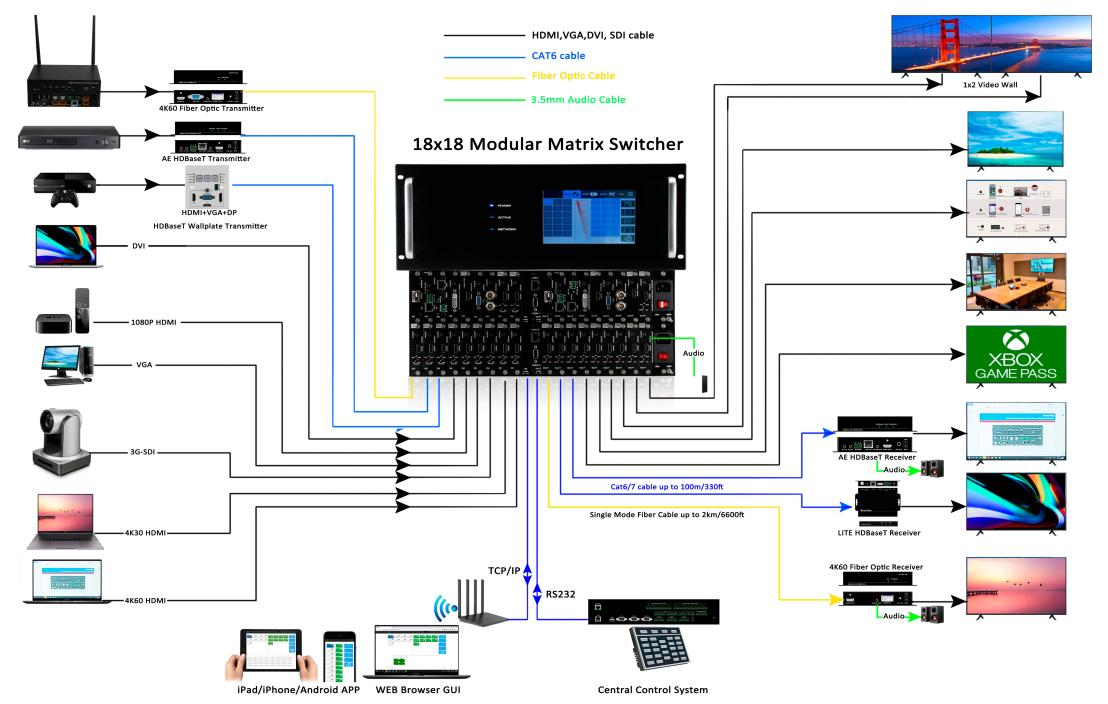 HDMI,VGA,DVI, SDI cable
CAT6 cable
Fiber Optic Cable
3.5mm Audio Cable
1x2 Video Wall
4K60 Fiber Optic Transmitter
18x18 Modular Matrix Switcher
AE HDBaseT Transmitter
HDMI+VGA+DP
HDBaseT Wallplate Transmitter
POWER
ACTIVE
NETWORK
DVI
1080P HDMI
VGA
Audio
XBOX
GAME PASS
3G-SDI
AE HDBaseT Receiver
Audio
Cat6/7 cable up to 100m/330ft
Single Mode Fiber Cable up to 2km/6600ft
4K30 HDMI
LITE HDBaseT Receiver
TCP/IP
4K60 Fiber Optic Receiver
RS232
4K60 HDMI
Audio
22
iPad/iPhone/Android APP
WEB Browser GUI
Central Control System